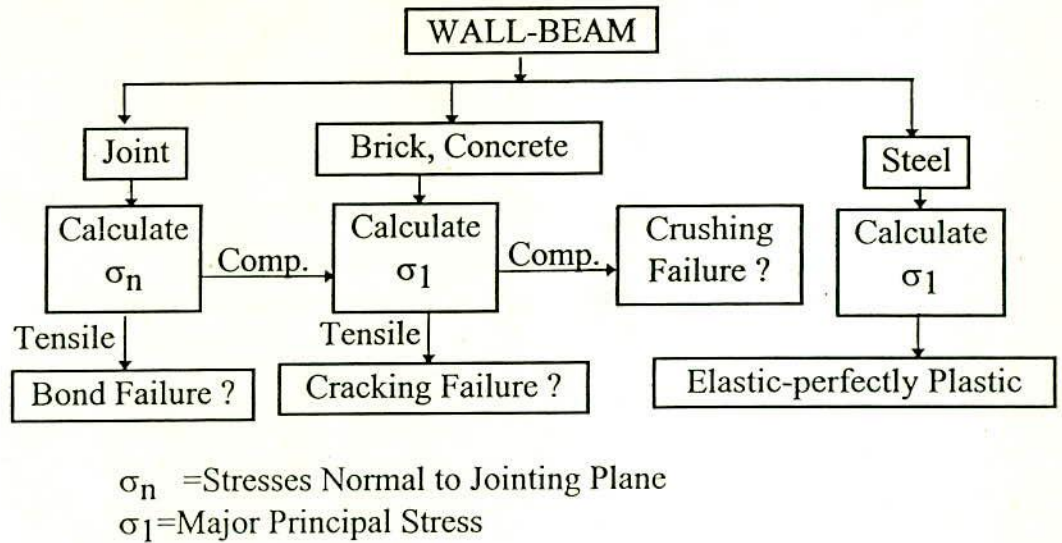 WALL-BEAM
Joint
Brick, Concrete
Steel
Calculate
σn
Comp.
Calculate
σ1
Comp.
Crushing
Failure ?
Calculate
σ1
Tensile
Tensile
Bond Failure ?
Cracking Failure ?
Elastic-perfectly Plastic
σn =Stresses Normal to Jointing Plane
σ1=Major Principal Stress